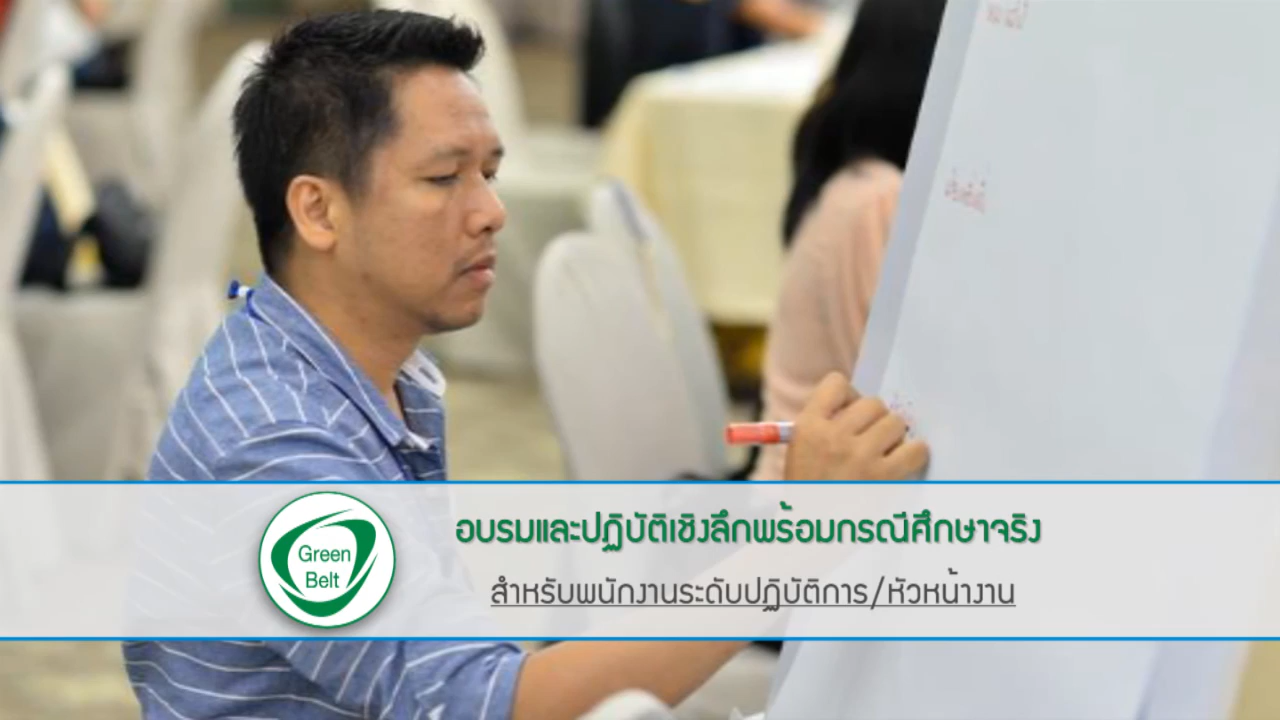 Green
Belt
อบรมและปฏิบัติเชิงลึกพร้อมกรณีศึกษาจริง
สำหรับพนักงานระดับปฏิบัติการ/หัวหน้างาน